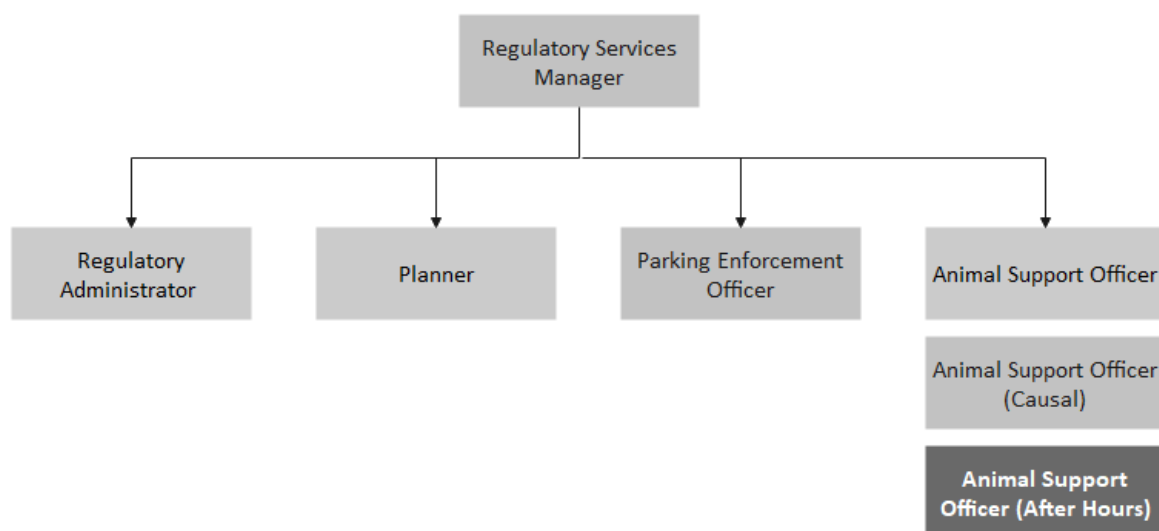 Regulatory Services
Manager
Regulatory
Administrator
Planner
Parking Enforcement
Officer
Animal Support Officer
Animal Support Officer
(Causal)
Animal Support
Officer (After Hours)